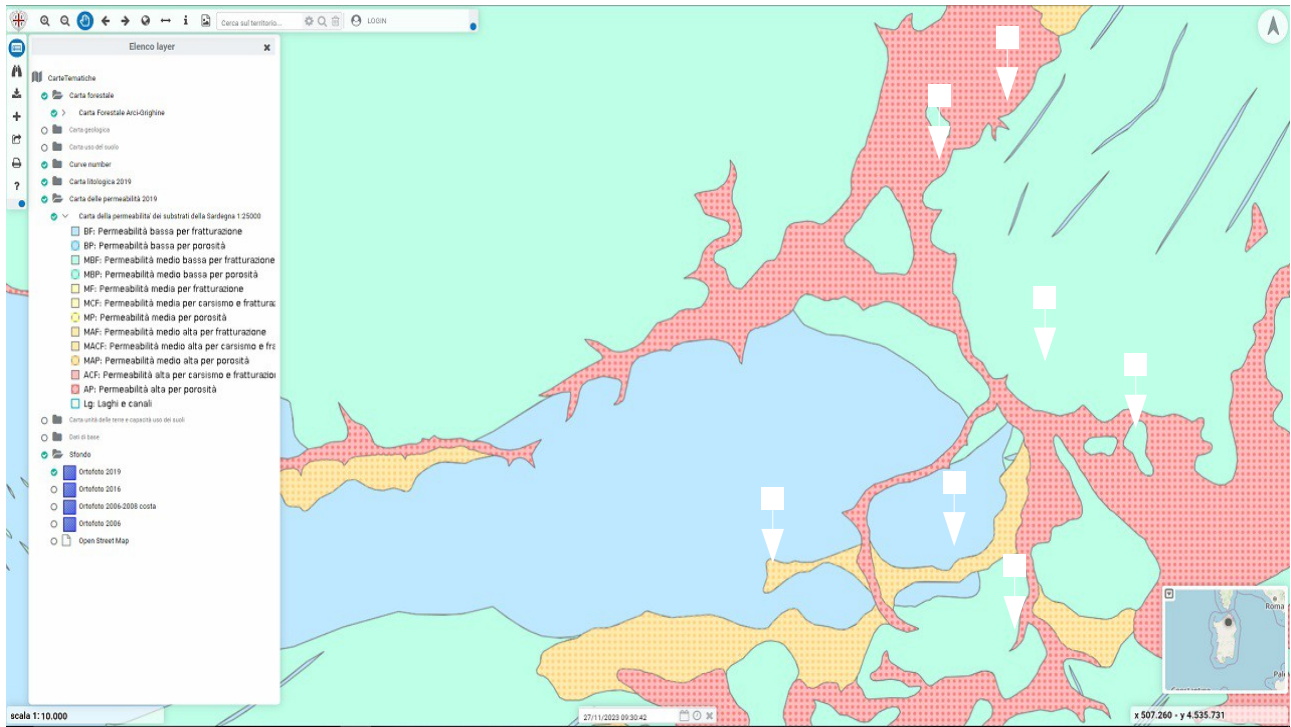 Cerca sul territorio...
LOGIN
Elenco layer
CarteTematiche
Carta forestale
Carta Forestale Arci-Grighine
Carta geologica
Carta uso del suolo
Curve number
Carta litologica 2019
Carta delle permeabilità 2019
Carta della permeabilita' dei substrati della Sardegna 1:25000
BF: Permeabilità bassa per fratturazione
BP: Permeabilità bassa per porosità
MBF: Permeabilità medio bassa per fratturazione
MBP: Permeabilità medio bassa per porosità
MF: Permeabilità media per fratturazione
MCF: Permeabilità media per carsismo e fratturaz
MP: Permeabilità media per porosità
MAF: Permeabilità medio alta per fratturazione
MACF: Permeabilità medio alta per carsismo e fra
MAP: Permeabilità medio alta per porosità
ACF: Permeabilità alta per carsismo e fratturazion
AP: Permeabilità alta per porosità
Lg: Laghi e canali
Carta unità delle terre e capacità uso dei suoli
Dati di base
Sfondo
Ortofoto 2019
Ortofoto 2016
Ortofoto 2006-2008 costa
Ortofoto 2006
Open Street Map
Roma
Pal
scala 1:10.000
27/11/2023 09:30:42
x 507.260 - y 4.535.731